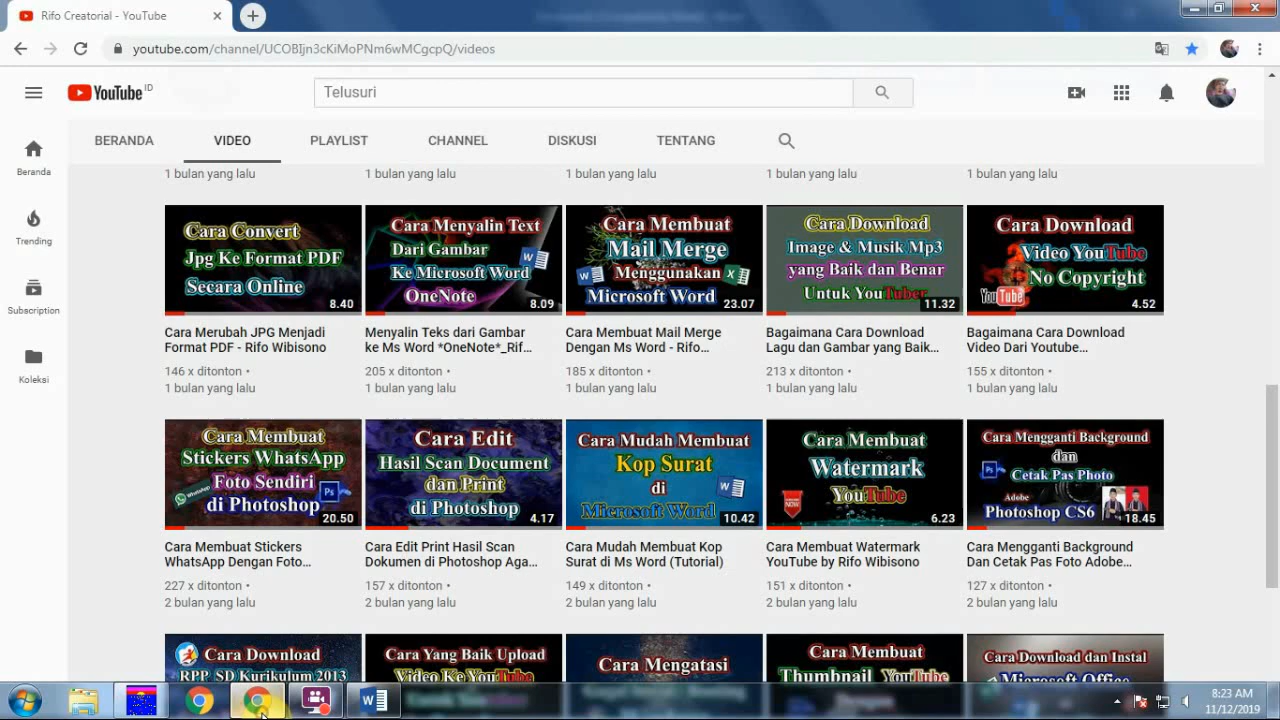 Rifo Creatorial - YouTube
youtube.com/channel/UCOBIjn3cKiMoPNm6wMCgcpQ/videos
YouTube ID
Telusuri
BERANDA VIDEO PLAYLIST CHANNEL DISKUSI TENTANG
Beranda
Trending
Subscription
Koleksi
1 bulan yang lalu 1 bulan yang lalu 1 bulan yang lalu 1 bulan yang lalu 1 bulan yang lalu
Cara Convert
Jpg Ke Format PDF
Secara Online
8.40
Cara Merubah JPG Menjadi
Format PDF - Rifo Wibisono
146 x ditonton •
1 bulan yang lalu
Cara Menyalin Text
Dari Gambar
Ke Microsoft Word
OneNote
8.09
Menyalin Teks dari Gambar
ke Ms Word *OneNote*_Rif...
205 x ditonton •
1 bulan yang lalu
Cara Membuat
Mail Merge
Menggunakan
Microsoft Word
23.07
Cara Membuat Mail Merge
Dengan Ms Word - Rifo...
185 x ditonton •
1 bulan yang lalu
Cara Download
Image & Musik Mp3
yang Baik dan Benar
Untuk YouTuber
11.32
Bagaimana Cara Download
Lagu dan Gambar yang Baik...
213 x ditonton •
1 bulan yang lalu
Cara Download
Video YouTube
No Copyright
YouTube
4.52
Bagaimana Cara Download
Video Dari Youtube...
155 x ditonton •
1 bulan yang lalu
Cara Membuat
Stickers WhatsApp
Foto Sendiri
di Photoshop
20.50
Cara Membuat Stickers
WhatsApp Dengan Foto...
227 x ditonton •
2 bulan yang lalu
Cara Edit
Hasil Scan Document
dan Print
di Photoshop
4.17
Cara Edit Print Hasil Scan
Dokumen di Photoshop Aga...
157 x ditonton •
2 bulan yang lalu
Cara Mudah Membuat
Kop Surat
di
Microsoft Word
10.42
Cara Mudah Membuat Kop
Surat di Ms Word (Tutorial)
149 x ditonton •
2 bulan yang lalu
Cara Membuat
Watermark
YouTube
6.23
Cara Membuat Watermark
YouTube by Rifo Wibisono
151 x ditonton •
2 bulan yang lalu
Cara Mengganti Background
dan
Cetak Pas Photo
Adobe
Photoshop CS6
18.45
Cara Mengganti Background
Dan Cetak Pas Foto Adobe...
127 x ditonton •
2 bulan yang lalu
Cara Download
RPP SD Kurikulum 2013
Cara Yang Baik Upload
Video Ke YouTube
Cara Mengatasi
Cara Membuat
Thumbnail YouTube
Cara Download dan Instal
Microsoft Office
8:23 AM
11/12/2019